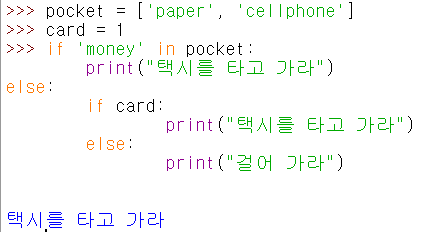 >>> pocket = ['paper', 'cellphone']
>>> card = 1
>>> if 'money' in pocket:
        print("택시를 타고 가라")
else:
        if card:
                print("택시를 타고 가라")
        else:
                print("걸어 가라")
택시를 타고 가라